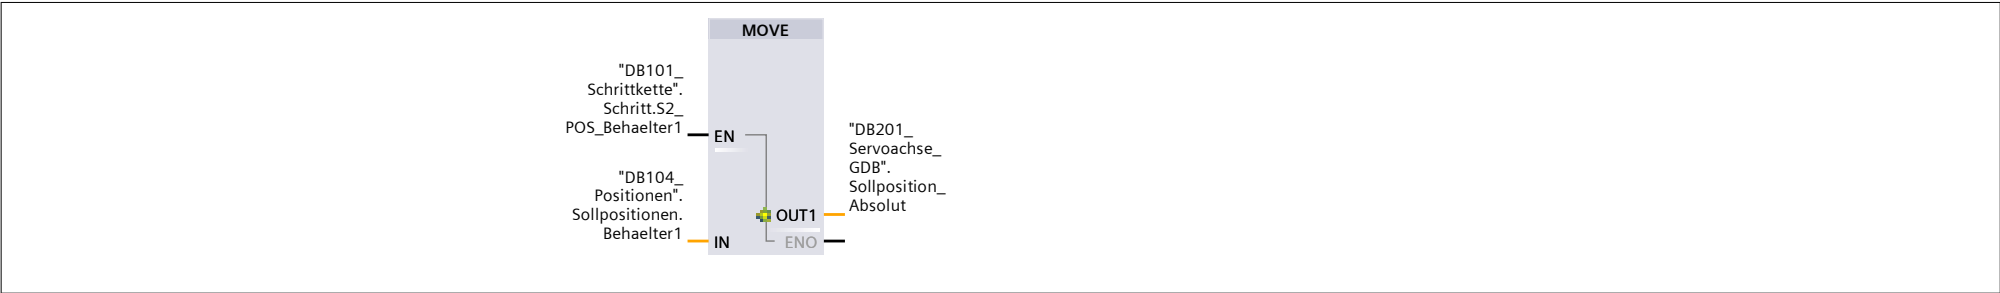 MOVE
"DB101_
Schrittkette".
Schritt.S2_
POS_Behaelter1
EN
"DB201_
Servoachse_
GDB".
Sollposition_
Absolut
"DB104_
Positionen".
Sollpositionen.
Behaelter1
OUT1
IN
ENO